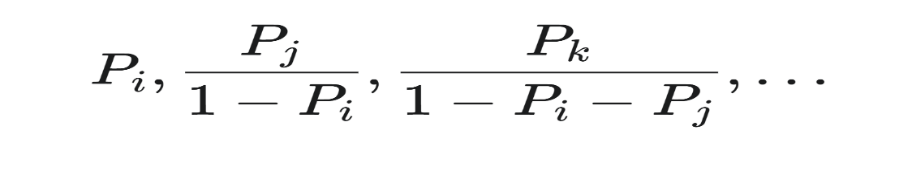 P_i, \frac{P_j}{1 - P_i}, \frac{P_k}{1 - P_i - P_j}, \ldots